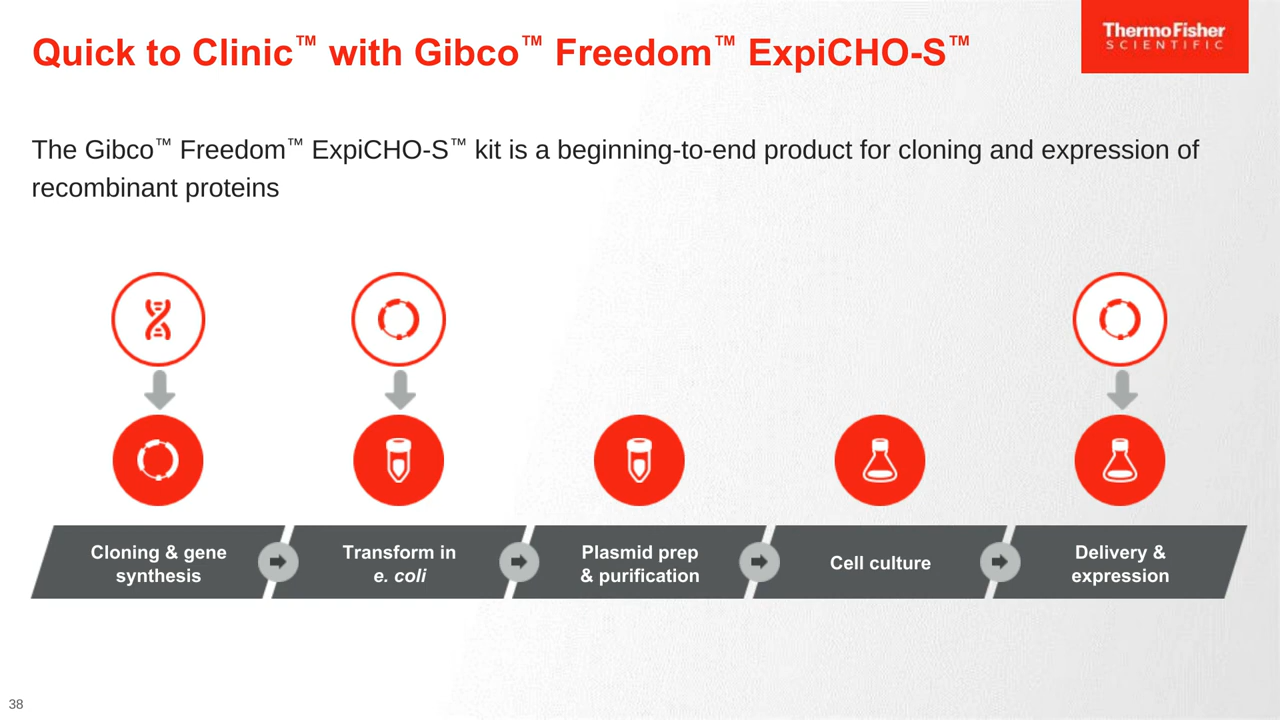 Quick to Clinic™ with Gibco™ Freedom™ ExpiCHO-S™
ThermoFisher
SCIENTIFIC
The Gibco™ Freedom™ ExpiCHO-S™ kit is a beginning-to-end product for cloning and expression of
recombinant proteins
Cloning & gene
synthesis
Transform in
e. coli
Plasmid prep
& purification
Cell culture
Delivery &
expression
38